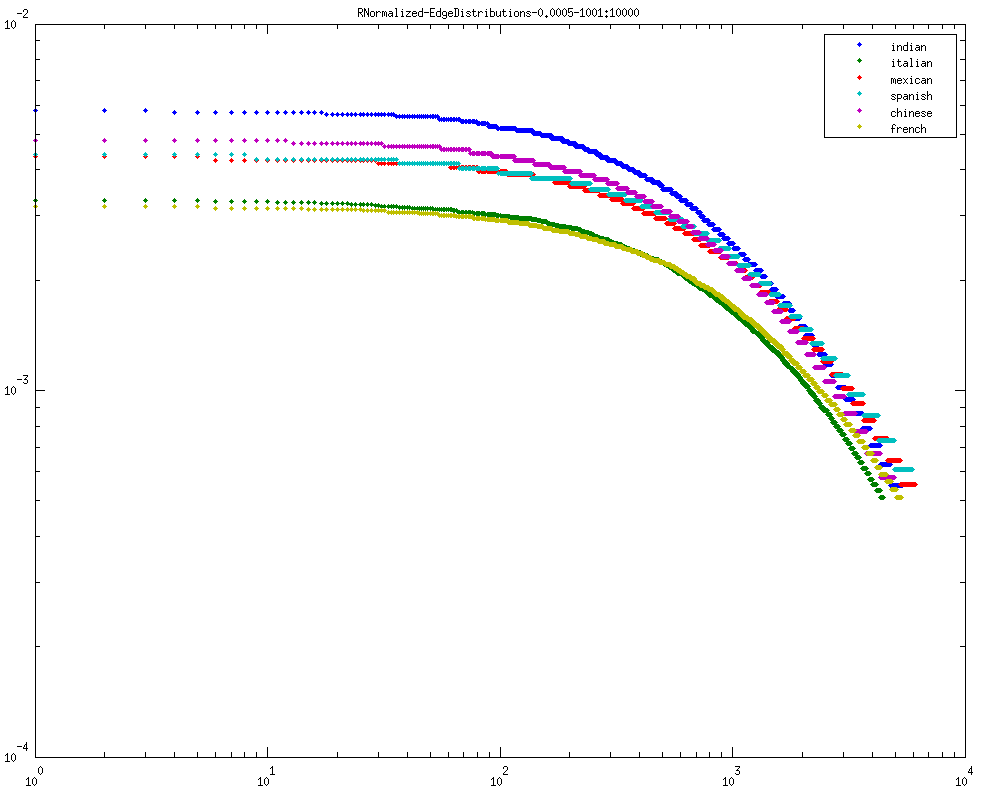 RNormalized-EdgeDistributions-0.0005-1001:10000
10^-2
indian
italian
mexican
spanish
chinese
french
10^-3
10^-4
10^0
10^1
10^2
10^3
10^4